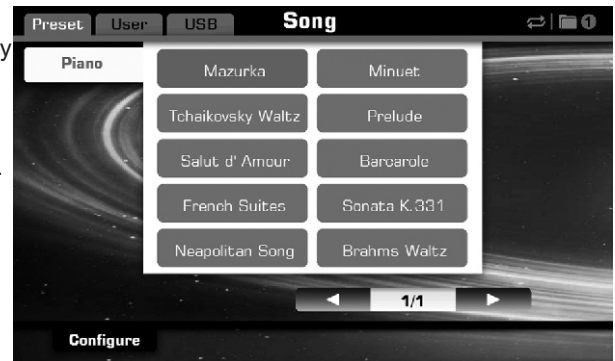 Preset User USB Song 1
y
Piano
Mazurka Minuet
Tchaikovsky Waltz Prelude
.
Salut d' Amour Barcarole
French Suites Sonata K.331
Neapolitan Song Brahms Waltz
1/1
Configure